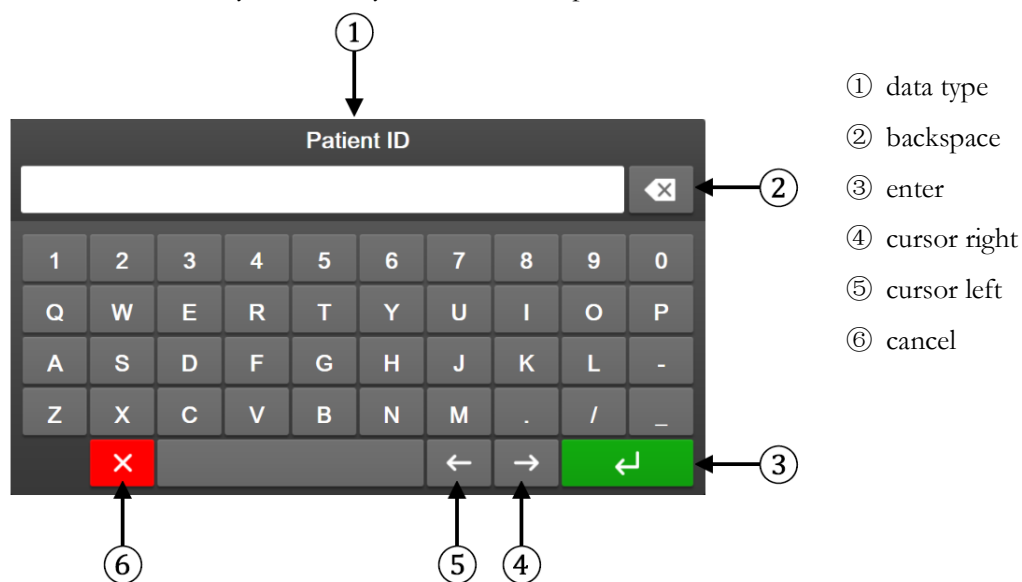 ①
Patient ID
②
1 2 3 4 5 6 7 8 9 0
Q W E R T Y U I O P
A S D F G H J K L -
Z X C V B N M . / _
← → ↵
③
⑥ ⑤ ④
① data type
② backspace
③ enter
④ cursor right
⑤ cursor left
⑥ cancel